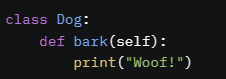 class Dog:
    def bark(self):
        print("Woof!")